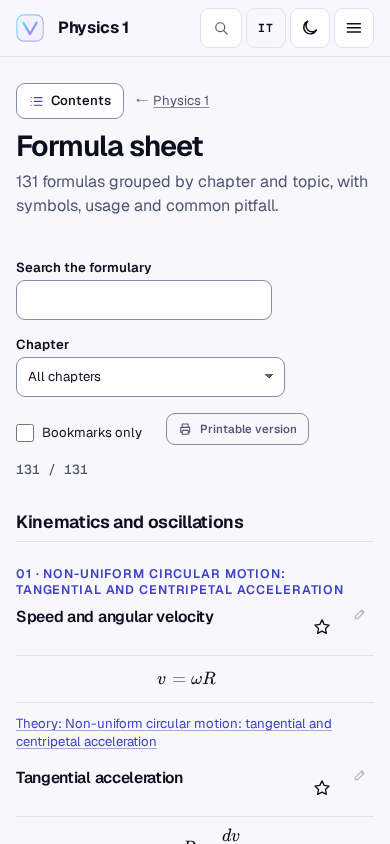 Physics 1
IT
Contents
← Physics 1
Formula sheet
131 formulas grouped by chapter and topic, with
symbols, usage and common pitfall.
Search the formulary
Chapter
All chapters
Bookmarks only
Printable version
131 / 131
Kinematics and oscillations
01 · NON-UNIFORM CIRCULAR MOTION:
TANGENTIAL AND CENTRIPETAL ACCELERATION
Speed and angular velocity
v = ωR
Theory: Non-uniform circular motion: tangential and
centripetal acceleration
Tangential acceleration
dv